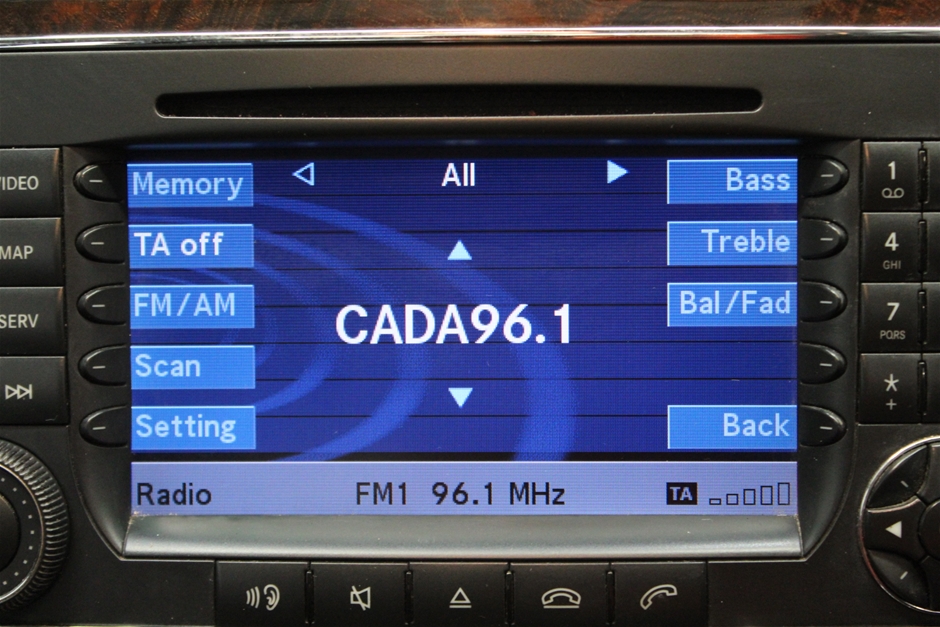 All
Memory
Bass
TA off
Treble
FM/AM
Bal/Fad
CADA96.1
Scan
Setting
Back
Radio FM1 96.1 MHz TA
MAP
SERV
1
4
GHI
7
PQRS
*
+